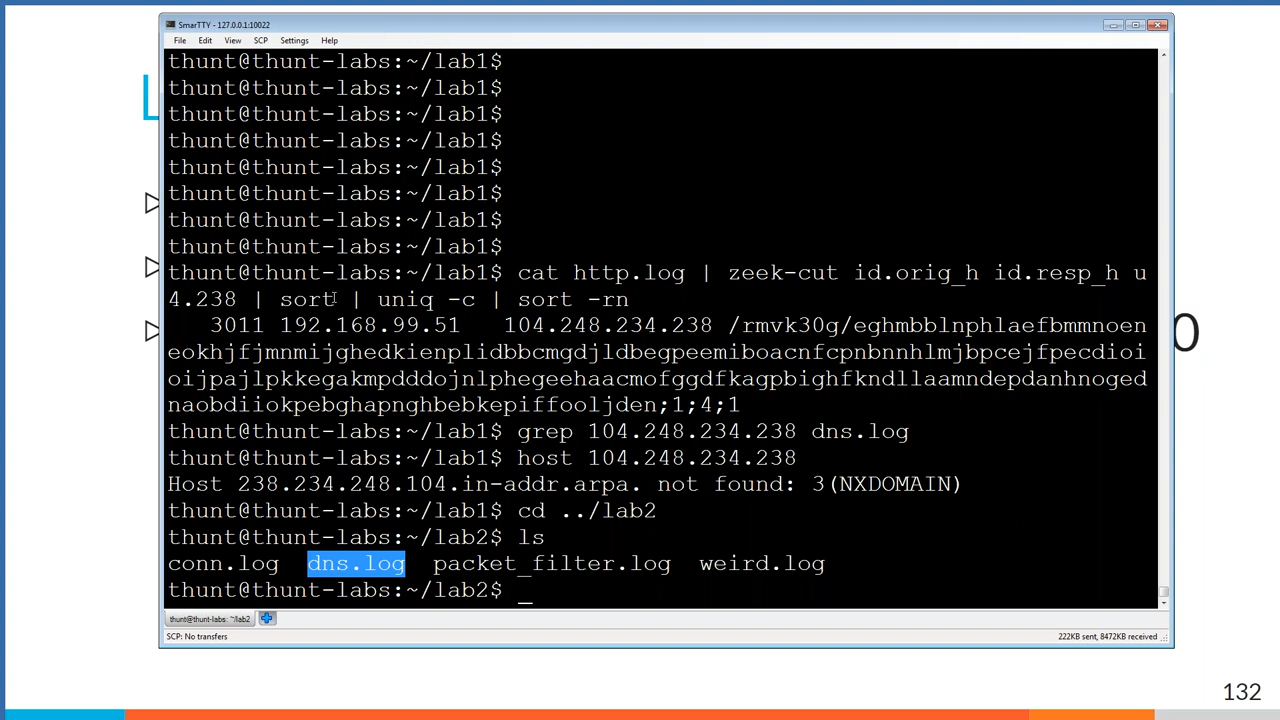 SmarTTY - 127.0.0.1:10022
File Edit View SCP Settings Help
thunt@thunt-labs:~/lab1$
thunt@thunt-labs:~/lab1$
thunt@thunt-labs:~/lab1$
thunt@thunt-labs:~/lab1$
thunt@thunt-labs:~/lab1$
thunt@thunt-labs:~/lab1$
thunt@thunt-labs:~/lab1$
thunt@thunt-labs:~/lab1$
thunt@thunt-labs:~/lab1$ cat http.log | zeek-cut id.orig_h id.resp_h u
4.238 | sort | uniq -c | sort -rn
3011 192.168.99.51 104.248.234.238 /rmvk30g/eghmbblnphlaefbmmnoen
eokhjfjmnmijghedkienplidbbcmgdjldbegpeemiboacnfcpnbnnhlmjbpcejfpecdioi
oijpajlpkkegakmpdddojnlphegeehaacmofggdfkagpbighfkndllaamndepdanhnoged
naobdiiokpebghapnghbebkepiffooljden;1;4;1
thunt@thunt-labs:~/lab1$ grep 104.248.234.238 dns.log
thunt@thunt-labs:~/lab1$ host 104.248.234.238
Host 238.234.248.104.in-addr.arpa. not found: 3(NXDOMAIN)
thunt@thunt-labs:~/lab1$ cd ../lab2
thunt@thunt-labs:~/lab2$ ls
conn.log dns.log packet_filter.log weird.log
thunt@thunt-labs:~/lab2$ _
thunt@thunt-labs: ~/lab2
SCP: No transfers 222KB sent, 8472KB received
132